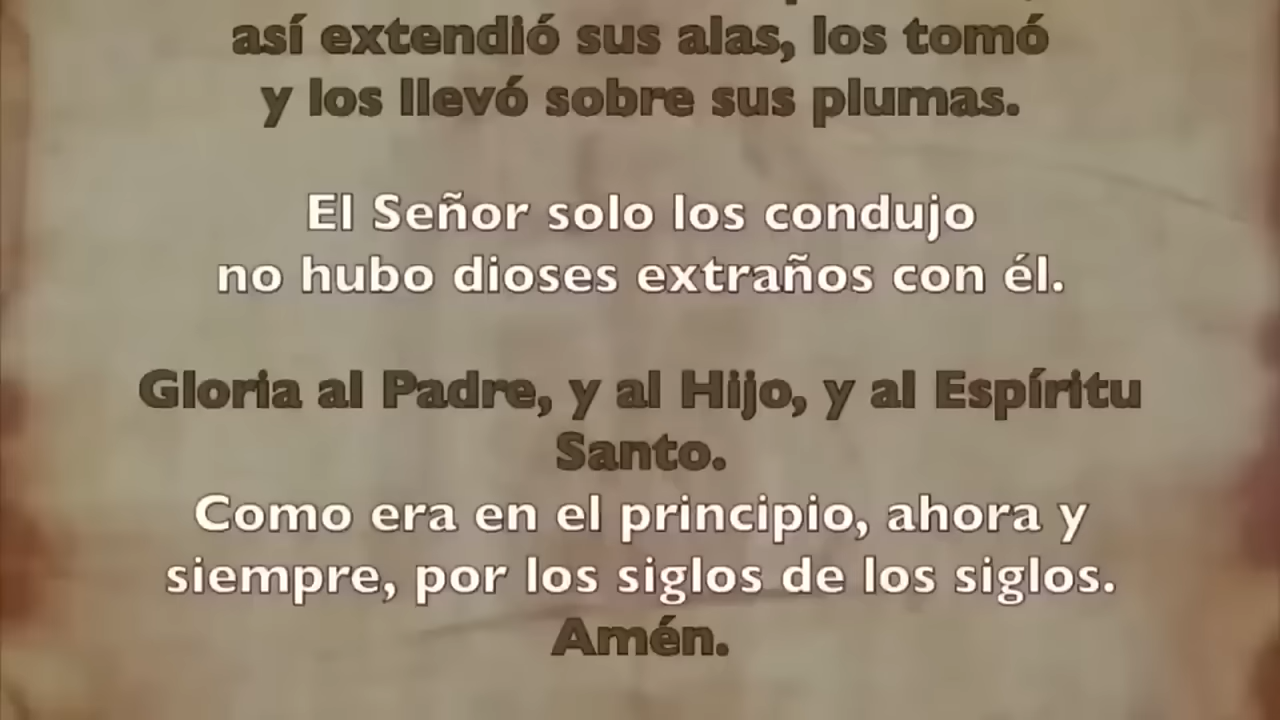 así extendió sus alas, los tomó
y los llevó sobre sus plumas.
El Señor solo los condujo
no hubo dioses extraños con él.
Gloria al Padre, y al Hijo, y al Espíritu
Santo.
Como era en el principio, ahora y
siempre, por los siglos de los siglos.
Amén.